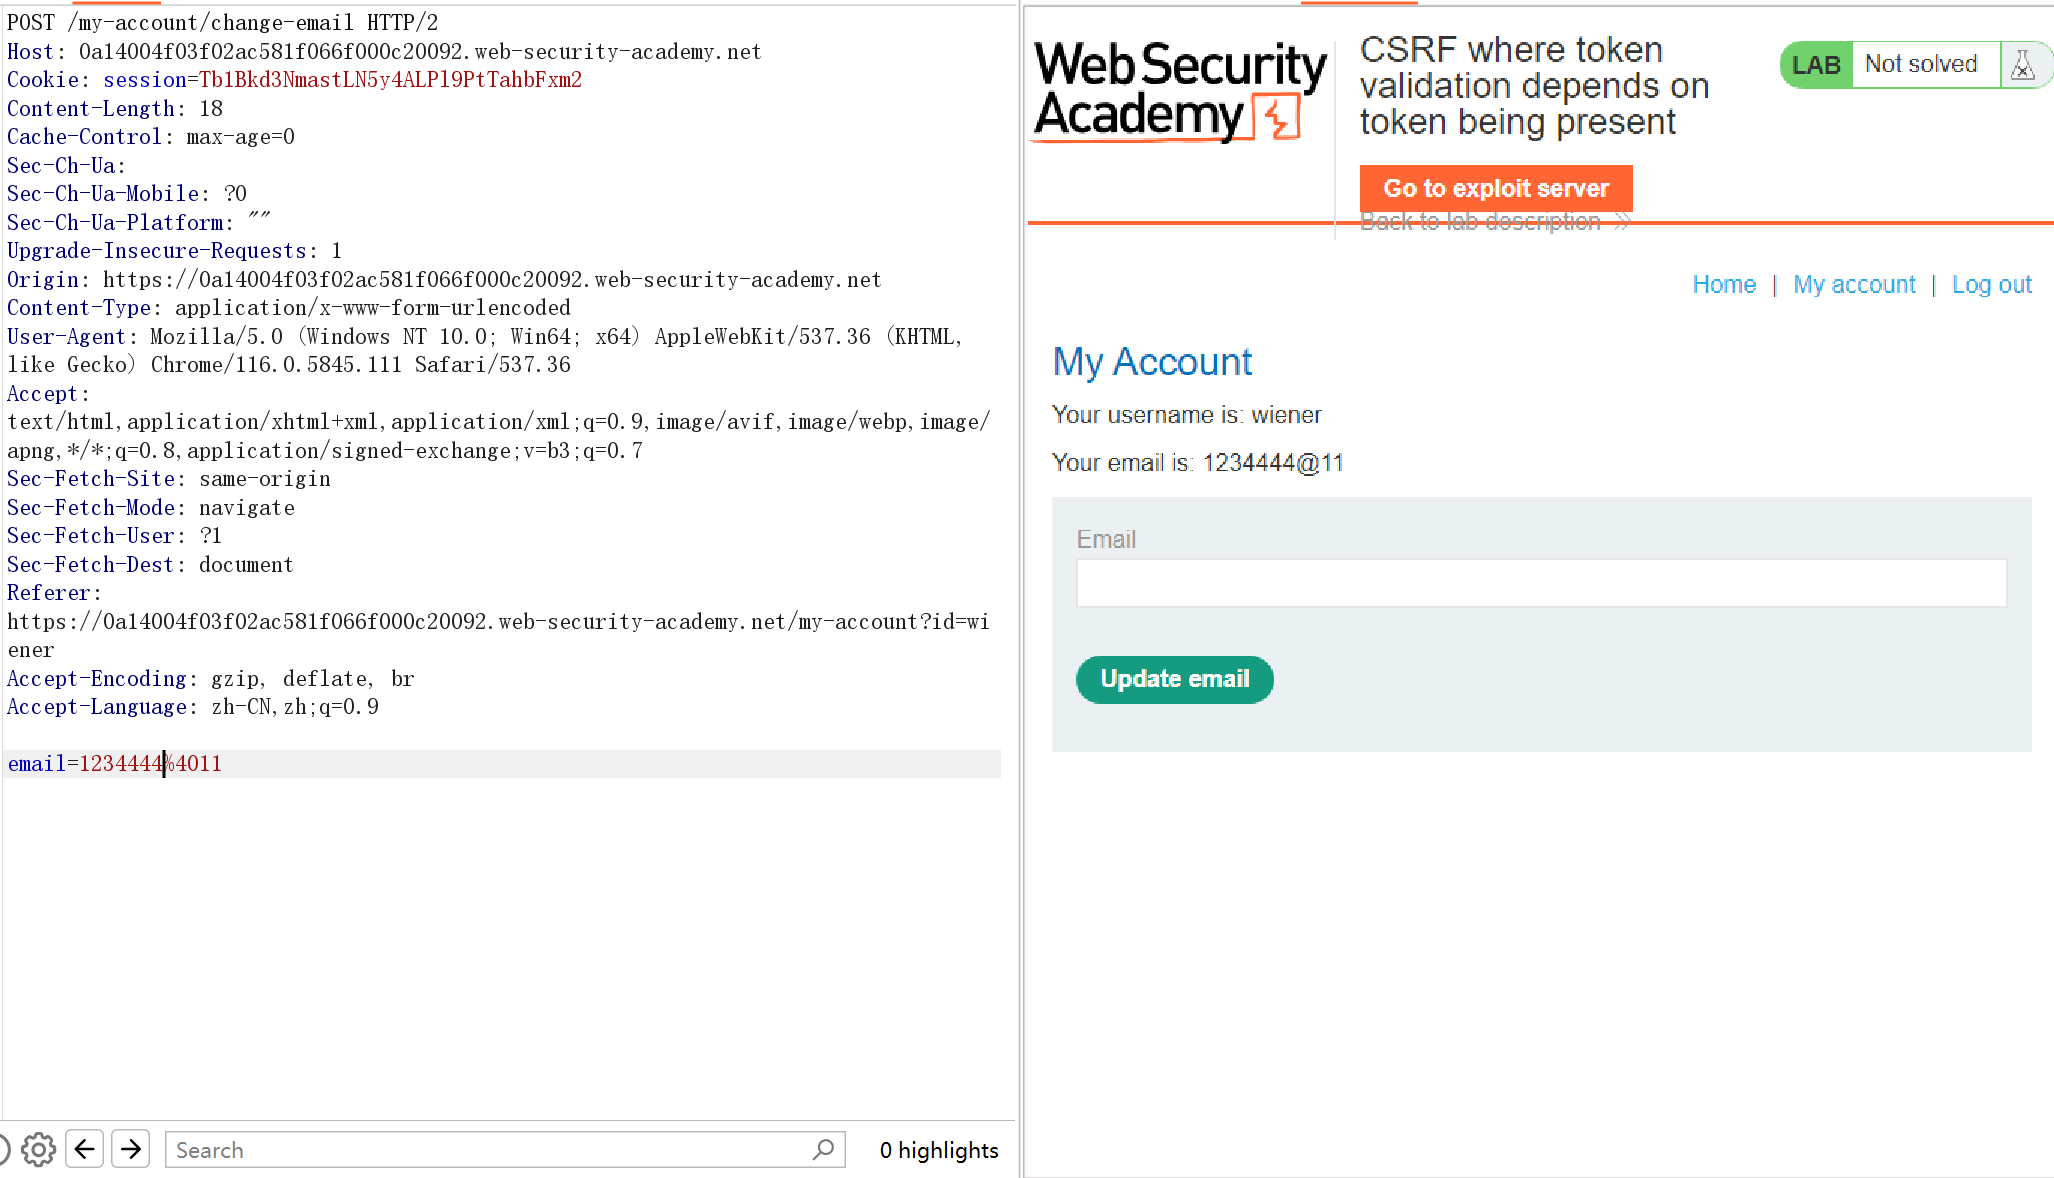 POST /my-account/change-email HTTP/2
Host: 0a14004f03f02ac581f066f000c20092.web-security-academy.net
Cookie: session=Tb1Bkd3NmastLN5y4ALPl9PtTahbFxm2
Content-Length: 18
Cache-Control: max-age=0
Sec-Ch-Ua:
Sec-Ch-Ua-Mobile: ?0
Sec-Ch-Ua-Platform: ""
Upgrade-Insecure-Requests: 1
Origin: https://0a14004f03f02ac581f066f000c20092.web-security-academy.net
Content-Type: application/x-www-form-urlencoded
User-Agent: Mozilla/5.0 (Windows NT 10.0; Win64; x64) AppleWebKit/537.36 (KHTML,
like Gecko) Chrome/116.0.5845.111 Safari/537.36
Accept:
text/html,application/xhtml+xml,application/xml;q=0.9,image/avif,image/webp,image/
apng,*/*;q=0.8,application/signed-exchange;v=b3;q=0.7
Sec-Fetch-Site: same-origin
Sec-Fetch-Mode: navigate
Sec-Fetch-User: ?1
Sec-Fetch-Dest: document
Referer:
https://0a14004f03f02ac581f066f000c20092.web-security-academy.net/my-account?id=wi
ener
Accept-Encoding: gzip, deflate, br
Accept-Language: zh-CN,zh;q=0.9
email=1234444%4011
Search
0 highlights
Web Security
Academy
CSRF where token
validation depends on
token being present
LAB Not solved
Go to exploit server
Back to lab description »
Home | My account | Log out
My Account
Your username is: wiener
Your email is: 1234444@11
Email
Update email